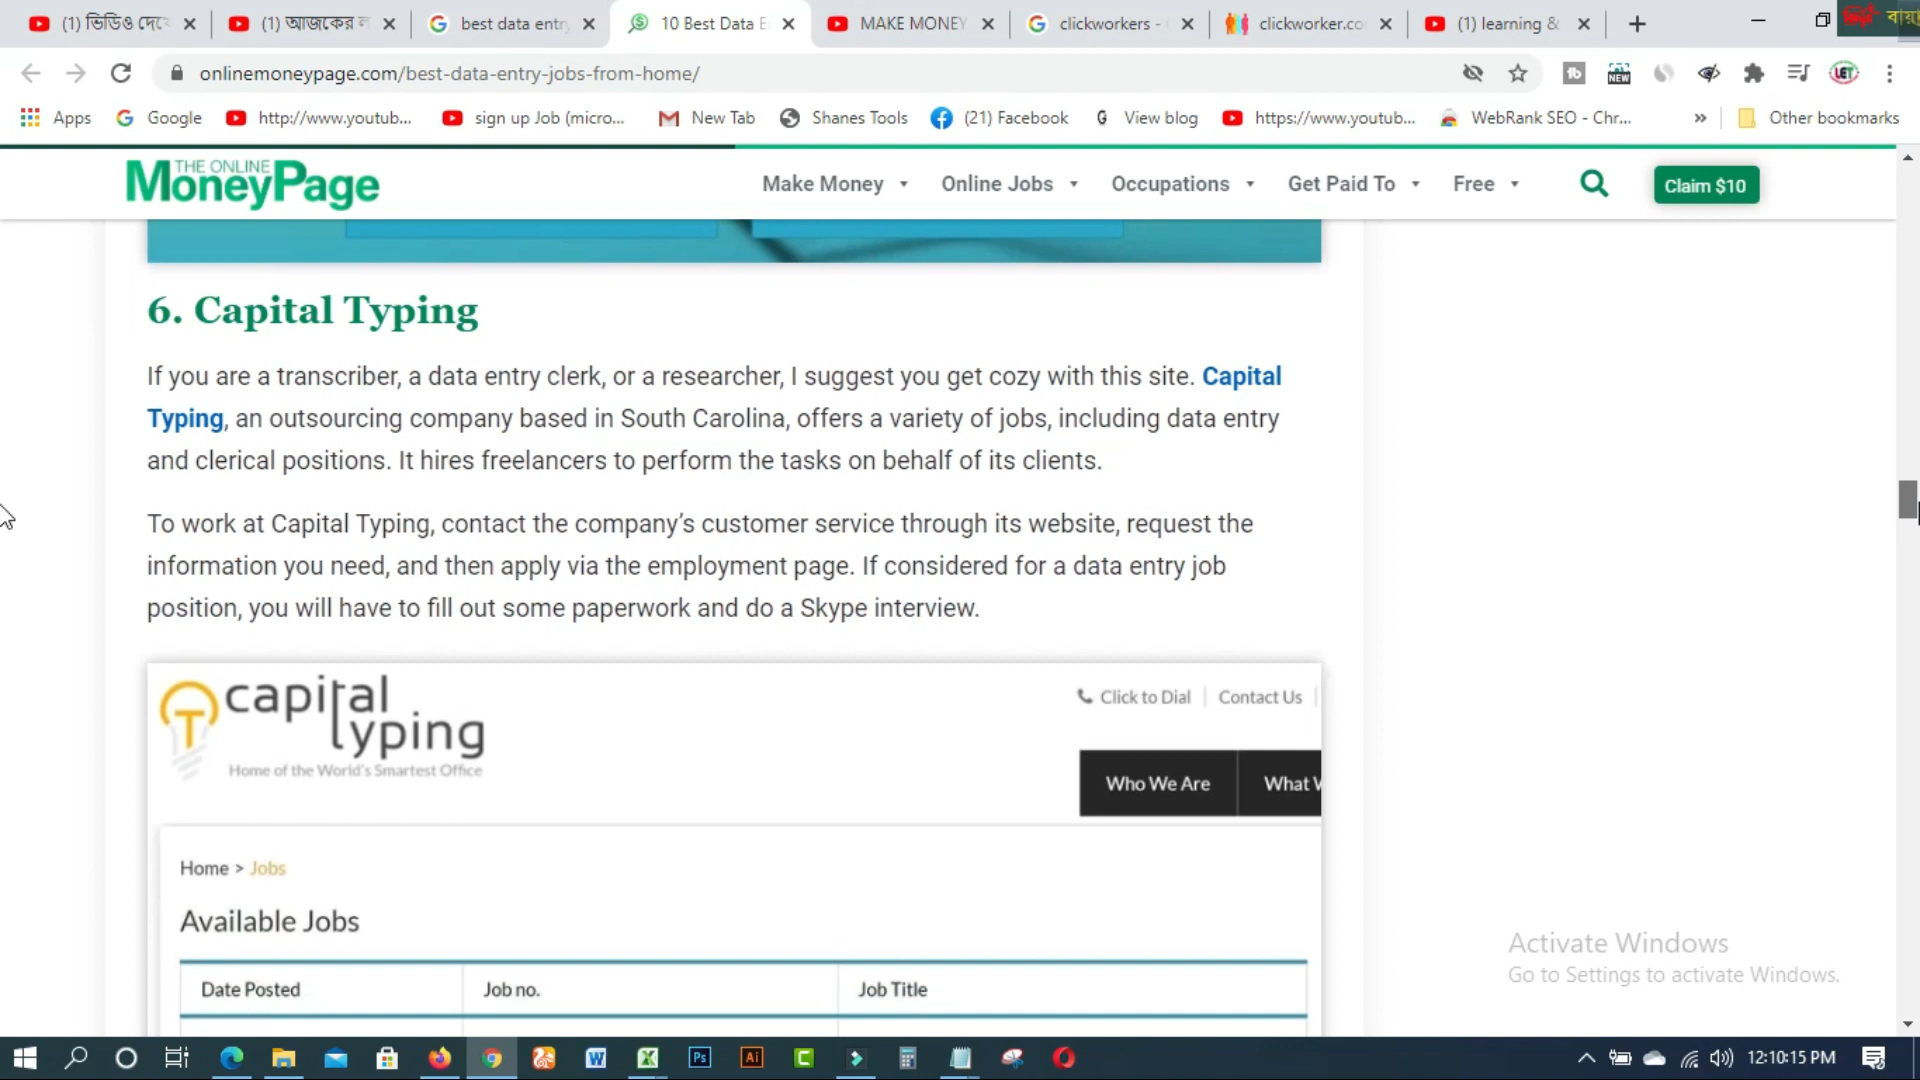 (1) ভিডিও দেখে
(1) আজকের ল
best data entry
10 Best Data E
MAKE MONEY
clickworkers -
clickworker.co
(1) learning &
onlinemoneypage.com/best-data-entry-jobs-from-home/
NEW
LET
Apps
Google
http://www.youtub...
sign up Job (micro...
New Tab
Shanes Tools
(21) Facebook
View blog
https://www.youtub...
WebRank SEO - Chr...
»
Other bookmarks
THE ONLINE
MoneyPage
Make Money
Online Jobs
Occupations
Get Paid To
Free
Claim $10
6. Capital Typing
If you are a transcriber, a data entry clerk, or a researcher, I suggest you get cozy with this site. Capital
Typing, an outsourcing company based in South Carolina, offers a variety of jobs, including data entry
and clerical positions. It hires freelancers to perform the tasks on behalf of its clients.
To work at Capital Typing, contact the company’s customer service through its website, request the
information you need, and then apply via the employment page. If considered for a data entry job
position, you will have to fill out some paperwork and do a Skype interview.
capital
typing
Home of the World's Smartest Office
Click to Dial
Contact Us
Who We Are
What W
Home > Jobs
Available Jobs
Date Posted
Job no.
Job Title
Activate Windows
Go to Settings to activate Windows.
12:10:15 PM